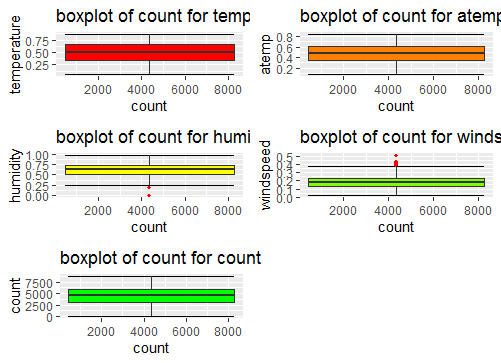 boxplot of count for temp
temperature
0.75
0.50
0.25
2000 4000 6000 8000
count
boxplot of count for atemp
atemp
0.8
0.6
0.4
0.2
2000 4000 6000 8000
count
boxplot of count for humi
humidity
1.00
0.75
0.50
0.25
0.00
2000 4000 6000 8000
count
boxplot of count for winds
windspeed
0.5
0.4
0.3
0.2
0.1
0.0
2000 4000 6000 8000
count
boxplot of count for count
count
7500
5000
2500
0
2000 4000 6000 8000
count